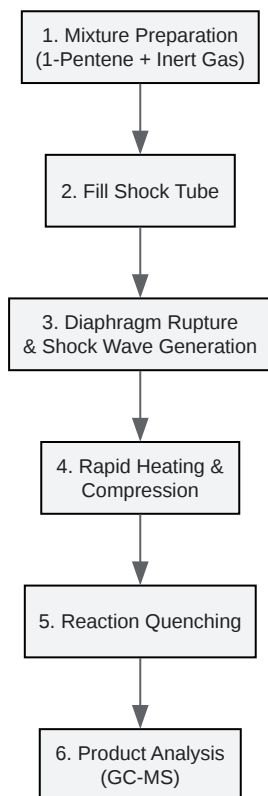 1. Mixture Preparation
(1-Pentene + Inert Gas)
2. Fill Shock Tube
3. Diaphragm Rupture
& Shock Wave Generation
4. Rapid Heating &
Compression
5. Reaction Quenching
6. Product Analysis
(GC-MS)